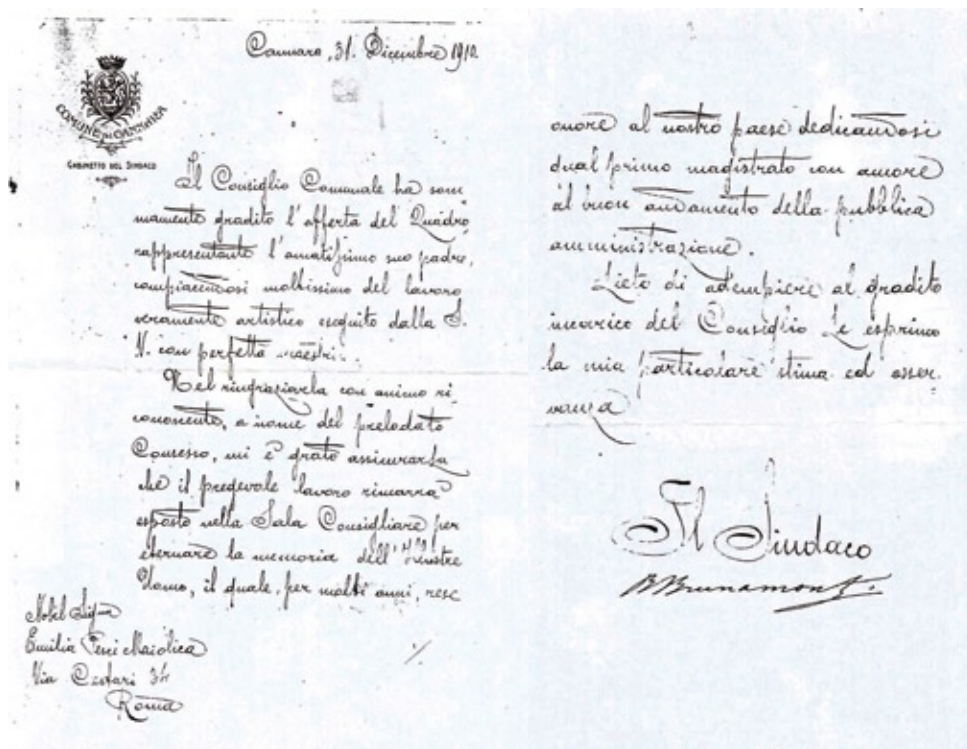 Cannara, 31. Dicembre 1910
COMUNE DI CANNARA
GABINETTO DEL SINDACO
Il Consiglio Comunale ha som
mamente gradito l'offerta del Quadro,
rappresentante l'amatissimo suo padre,
compiacendosi moltissimo del lavoro
veramente artistico eseguito dalla S.
V. con perfetta maestri
Nel ringraziarla con animo ri
conoscente, a nome del prelodato
Consesso, mi è grato assicurarla
che il pregevole lavoro rimarrà
esposto nella Sala Consigliare per
eternare la memoria dell'Illustre
Uomo, il quale, per molti anni, rese
Nobil Sig.ra
Emilia Maiolica
Via Cestari 34
Roma
onore al nostro paese dedicandosi
qual primo magistrato con amore
al buon andamento della pubblica
amministrazione.
Lieto di adempiere al gradito
incarico del Consiglio Le esprimo
la mia particolare stima ed osser
vanza
Il Sindaco
B Brunamonti